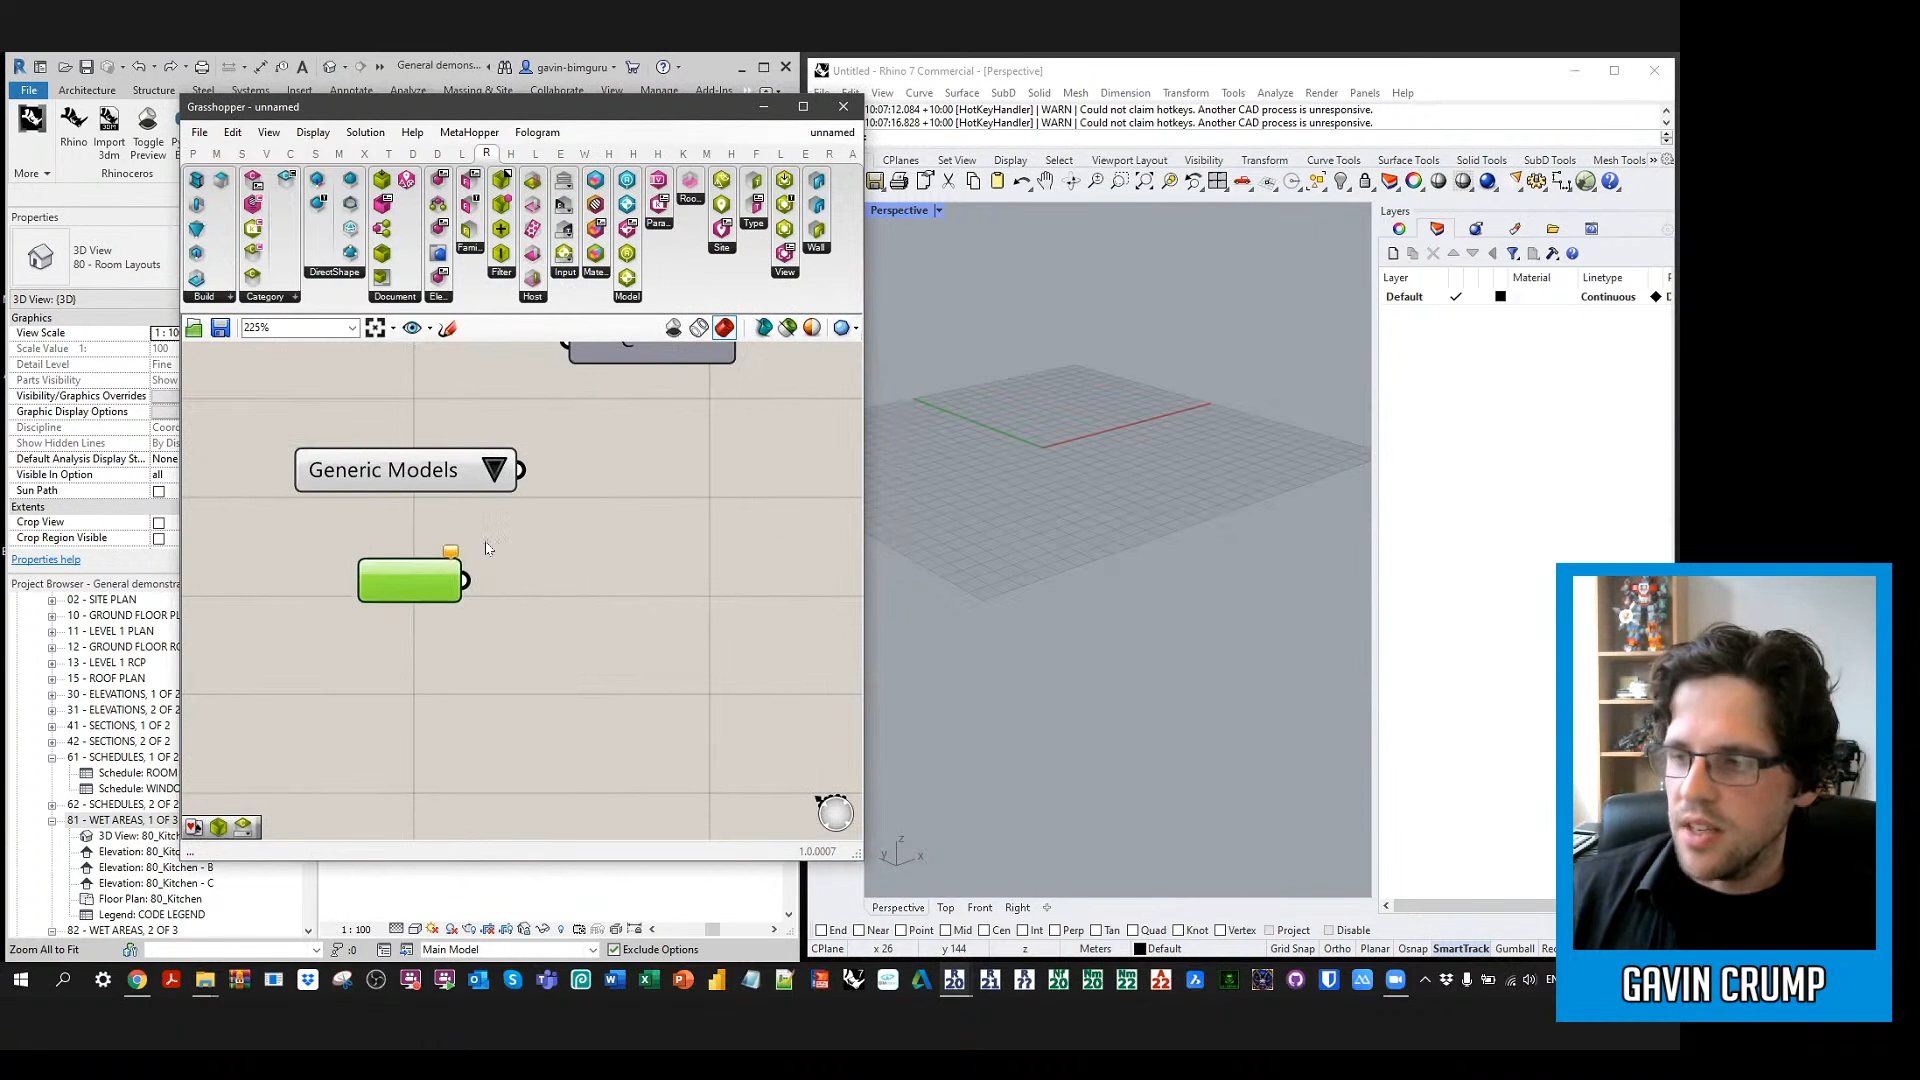 General demons...
gavin-bimguru
File
Architecture
Structure
View
Add-Ins
Rhino
Import 3dm
Toggle Preview
More
Rhinoceros
Properties
3D View
80 - Room Layouts
3D View: {3D}
Graphics
View Scale
Scale Value 1:
100
Detail Level
Fine
Parts Visibility
Show
Visibility/Graphics Overrides
Graphic Display Options
Discipline
Coor
Show Hidden Lines
By Dis
Default Analysis Display St...
None
Visible In Option
all
Sun Path
Extents
Crop View
Crop Region Visible
Properties help
Project Browser - General demonstra
02 - SITE PLAN
10 - GROUND FLOOR PL
11 - LEVEL 1 PLAN
12 - GROUND FLOOR RC
13 - LEVEL 1 RCP
15 - ROOF PLAN
30 - ELEVATIONS, 1 OF 2
31 - ELEVATIONS, 2 OF 2
41 - SECTIONS, 1 OF 2
42 - SECTIONS, 2 OF 2
61 - SCHEDULES, 1 OF 2
Schedule: ROOM
Schedule: WINDO
62 - SCHEDULES, 2 OF 2
81 - WET AREAS, 1 OF 3
3D View: 80_Kitch
Elevation: 80_Kitc
Elevation: 80_Kitchen - B
Elevation: 80_Kitchen - C
Floor Plan: 80_Kitchen
Legend: CODE LEGEND
82 - WET AREAS, 2 OF 3
Zoom All to Fit
1 : 100
:0
Main Model
Exclude Options
Grasshopper - unnamed
File Edit View Display Solution Help MetaHopper Fologram
unnamed
P M S V C S M X T D D L R H L E W H H H K M H F L E R A
Build
Category
DirectShape
Document
Ele...
Fami...
Filter
Host
Input
Mate...
Model
Para...
Roo...
Site
Type
View
Wall
225%
Generic Models
...
1.0.0007
Untitled - Rhino 7 Commercial - [Perspective]
View Curve Surface SubD Solid Mesh Dimension Transform Tools Analyze Render Panels Help
10:07:12.084 +10:00 [HotKeyHandler] | WARN | Could not claim hotkeys. Another CAD process is unresponsive.
10:07:16.828 +10:00 [HotKeyHandler] | WARN | Could not claim hotkeys. Another CAD process is unresponsive.
CPlanes Set View Display Select Viewport Layout Visibility Transform Curve Tools Surface Tools Solid Tools SubD Tools Mesh Tools
Perspective
Layers
Layer
Material
Linetype
Default
Continuous
z
y
x
Perspective Top Front Right
End Near Point Mid Cen Int Perp Tan Quad Knot Vertex Project Disable
CPlane x 26 y 144 z Meters Default Grid Snap Ortho Planar Osnap SmartTrack Gumball Rec
GAVIN CRUMP